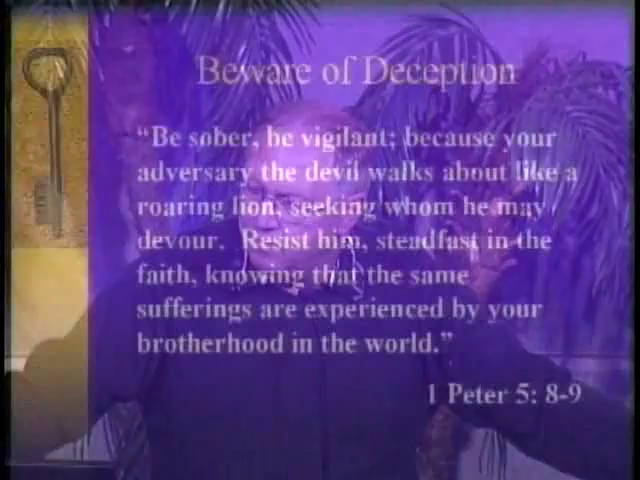 Beware of Deception
“Be sober, be vigilant; because your
adversary the devil walks about like a
roaring lion, seeking whom he may
devour. Resist him, steadfast in the
faith, knowing that the same
sufferings are experienced by your
brotherhood in the world.”
1 Peter 5: 8-9